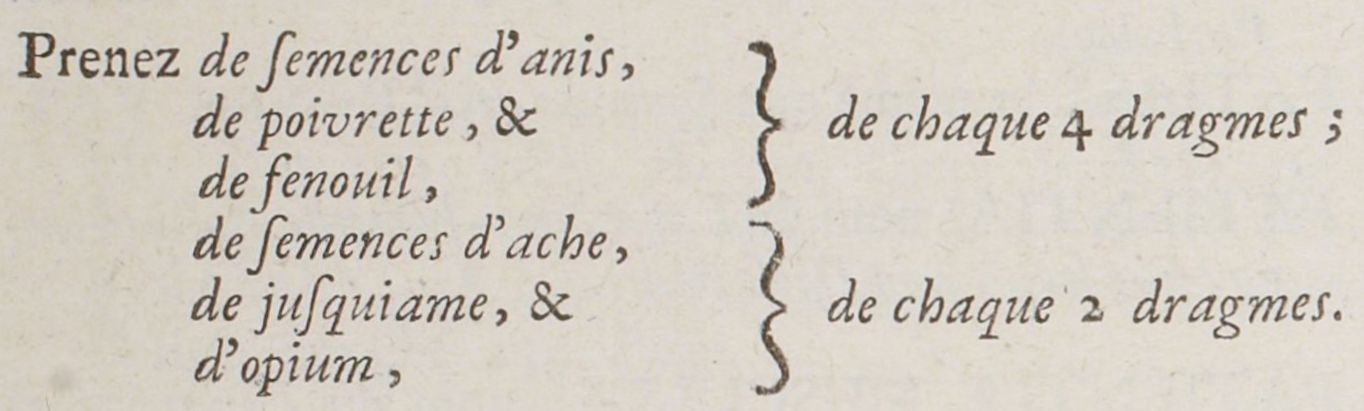 Prenez de ſemences d'anis,
de poivrette, &
de fenouil,
de chaque 4 dragmes ;
de ſemences d'ache,
de juſquiame, &
d'opium,
de chaque 2 dragmes.